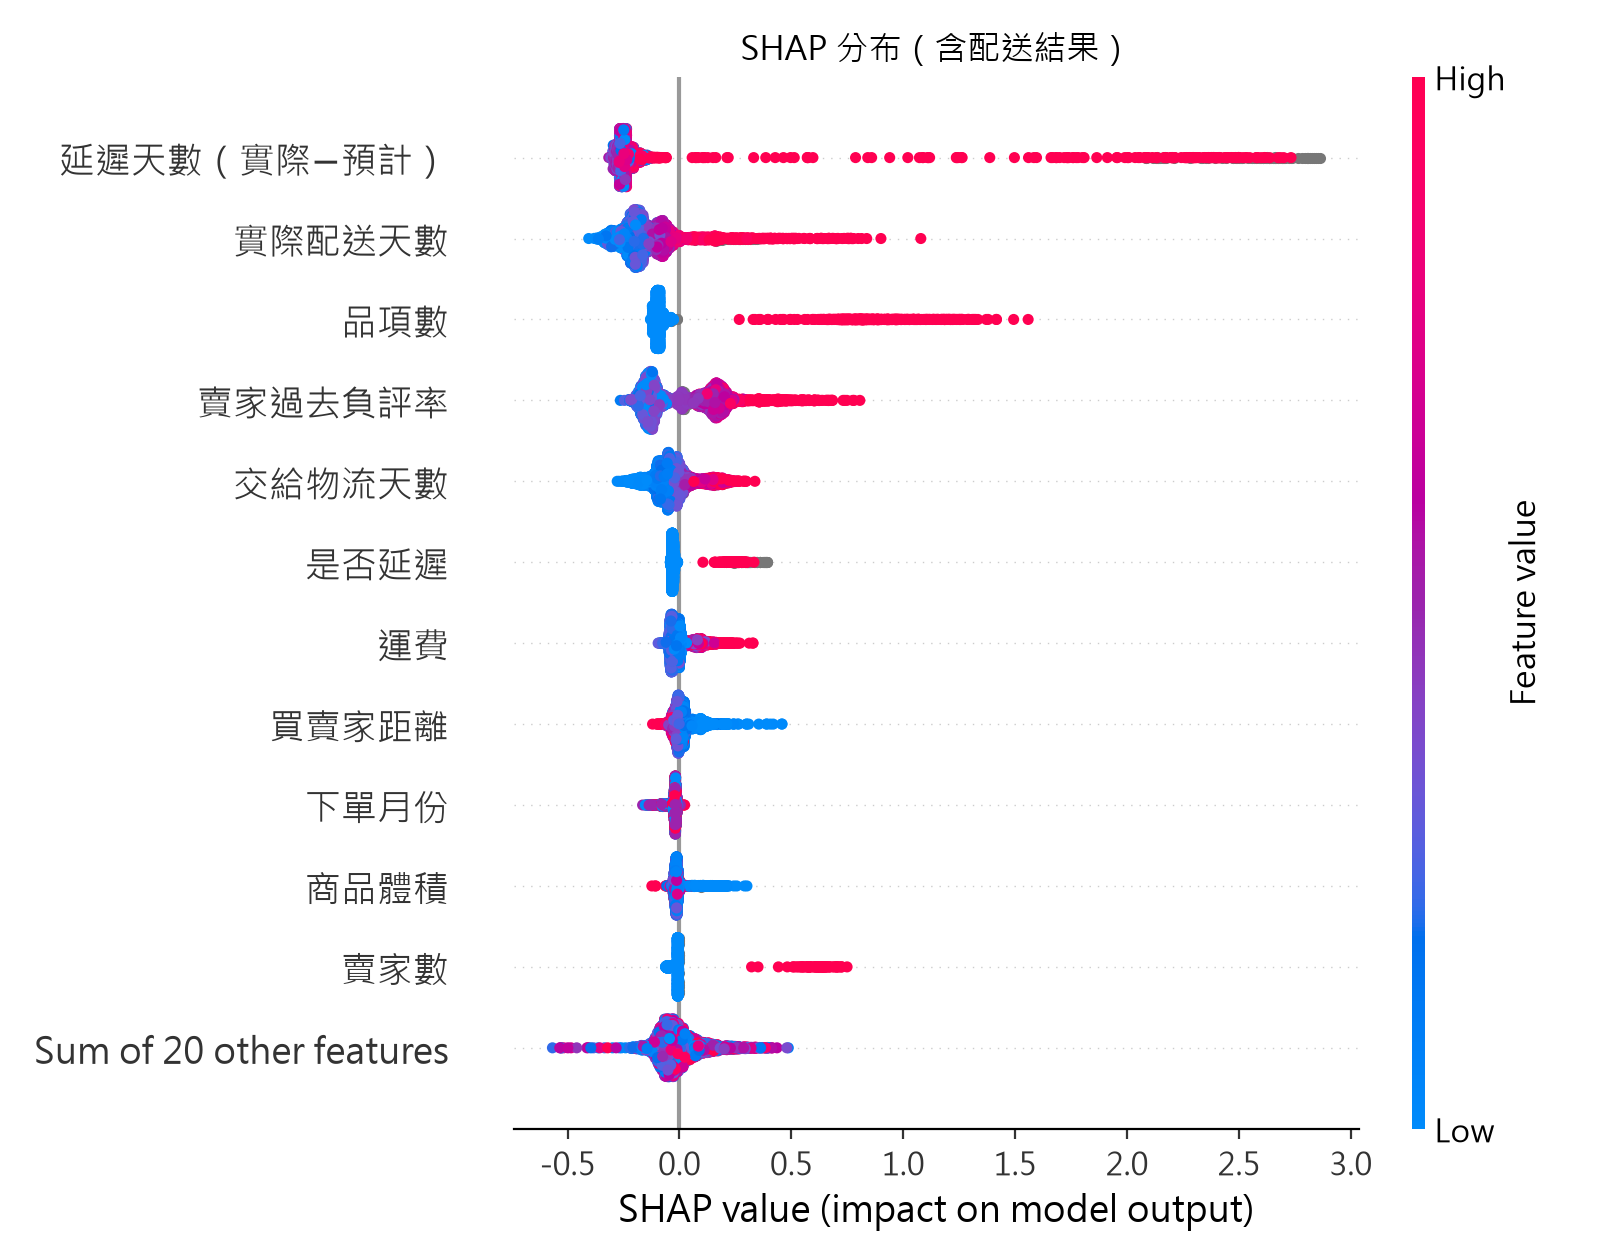 SHAP 分布（含配送結果）
High
延遲天數（實際−預計）
實際配送天數
品項數
賣家過去負評率
交給物流天數
是否延遲
運費
買賣家距離
下單月份
商品體積
賣家數
Sum of 20 other features
Feature value
Low
-0.5 0.0 0.5 1.0 1.5 2.0 2.5 3.0
SHAP value (impact on model output)